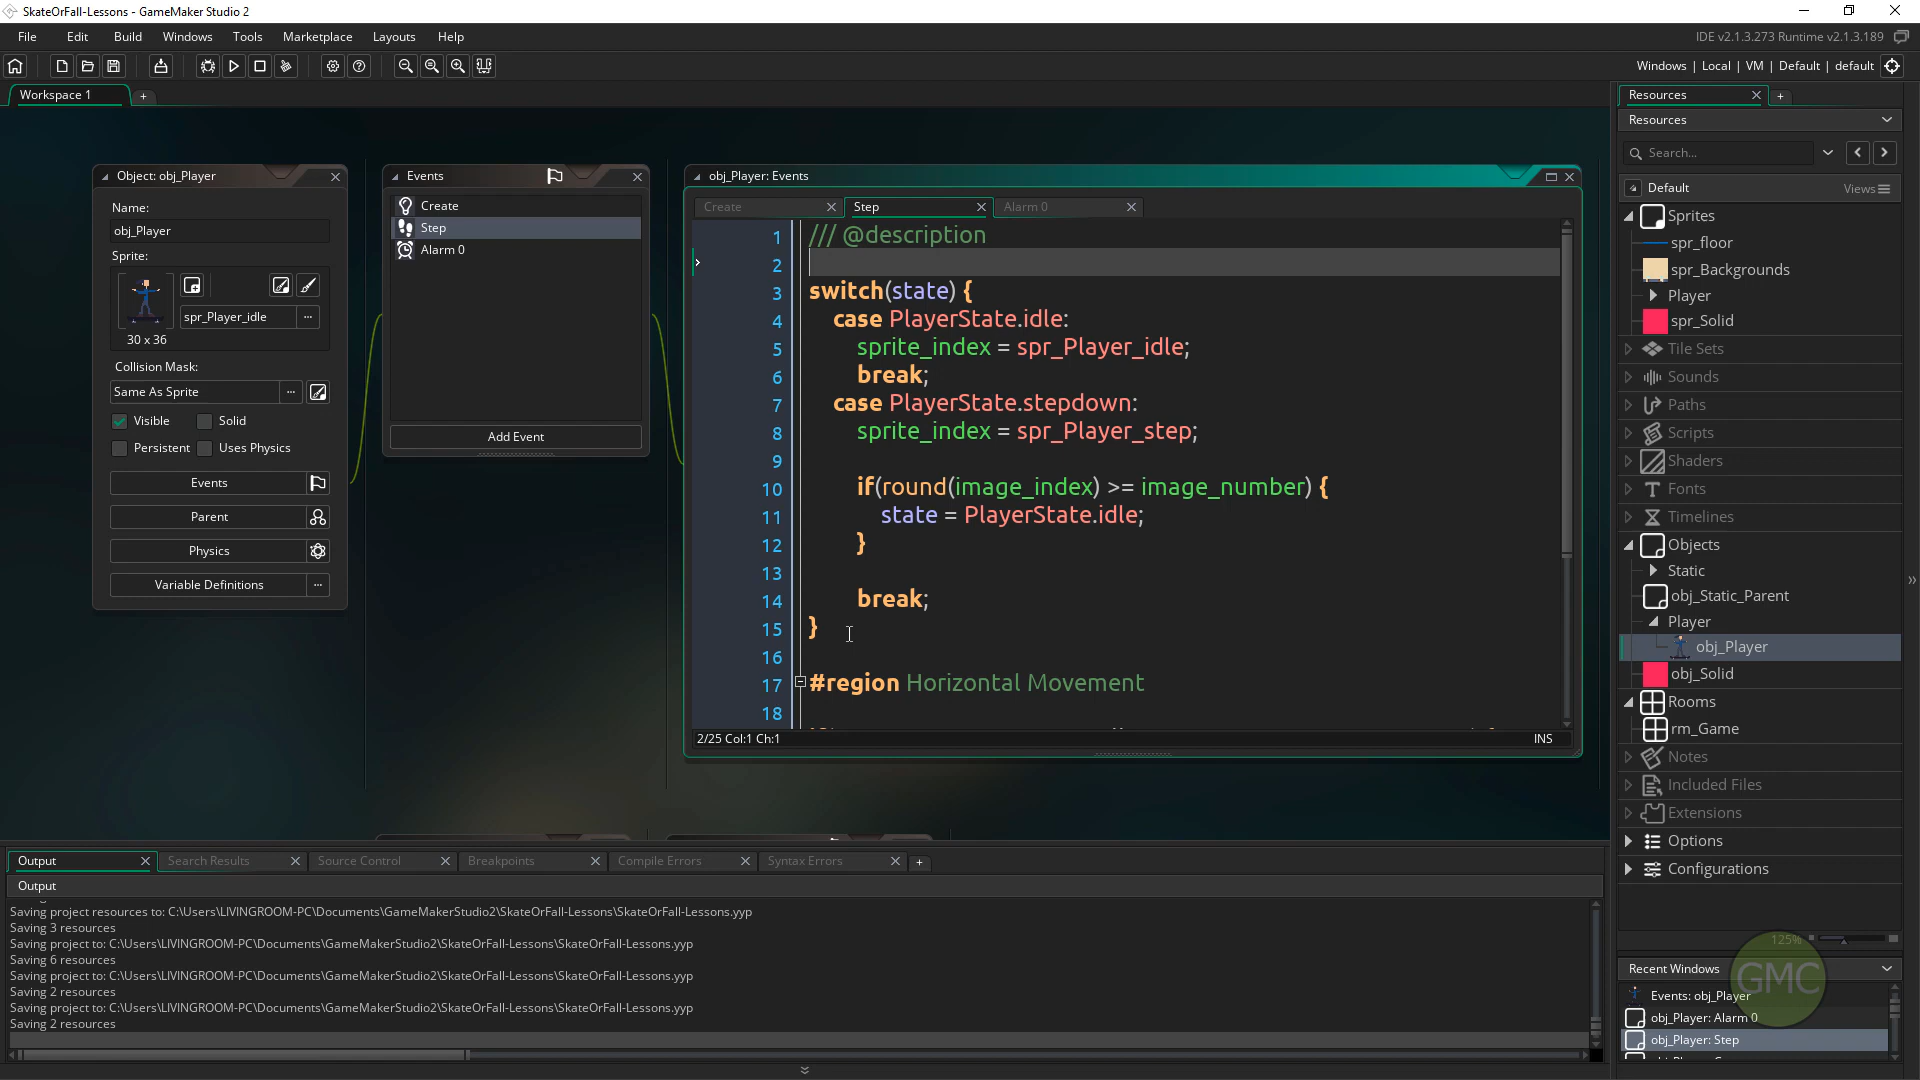 SkateOrFall-Lessons - GameMaker Studio 2
File Edit Build Windows Tools Marketplace Layouts Help
IDE v2.1.3.273 Runtime v2.1.3.189
Windows | Local | VM | Default | default
Workspace 1 +
Object: obj_Player
Name:
obj_Player
Sprite:
spr_Player_idle
30 x 36
Collision Mask:
Same As Sprite
Visible Solid
Persistent Uses Physics
Events
Parent
Physics
Variable Definitions
Events
Create
Step
Alarm 0
Add Event
obj_Player: Events
Create Step Alarm 0
1 /// @description
2
3 switch(state) {
4 case PlayerState.idle:
5 sprite_index = spr_Player_idle;
6 break;
7 case PlayerState.stepdown:
8 sprite_index = spr_Player_step;
9
10 if(round(image_index) >= image_number) {
11 state = PlayerState.idle;
12 }
13
14 break;
15 }
16
17 #region Horizontal Movement
18
2/25 Col:1 Ch:1 INS
Resources +
Resources
Search...
Default Views
Sprites
spr_floor
spr_Backgrounds
Player
spr_Solid
Tile Sets
Sounds
Paths
Scripts
Shaders
Fonts
Timelines
Objects
Static
obj_Static_Parent
Player
obj_Player
obj_Solid
Rooms
rm_Game
Notes
Included Files
Extensions
Options
Configurations
125%
GMC
Recent Windows
Events: obj_Player
obj_Player: Alarm 0
obj_Player: Step
Output Search Results Source Control Breakpoints Compile Errors Syntax Errors +
Output
Saving project resources to: C:\Users\LIVINGROOM-PC\Documents\GameMakerStudio2\SkateOrFall-Lessons\SkateOrFall-Lessons.yyp
Saving 3 resources
Saving project to: C:\Users\LIVINGROOM-PC\Documents\GameMakerStudio2\SkateOrFall-Lessons\SkateOrFall-Lessons.yyp
Saving 6 resources
Saving project to: C:\Users\LIVINGROOM-PC\Documents\GameMakerStudio2\SkateOrFall-Lessons\SkateOrFall-Lessons.yyp
Saving 2 resources
Saving project to: C:\Users\LIVINGROOM-PC\Documents\GameMakerStudio2\SkateOrFall-Lessons\SkateOrFall-Lessons.yyp
Saving 2 resources